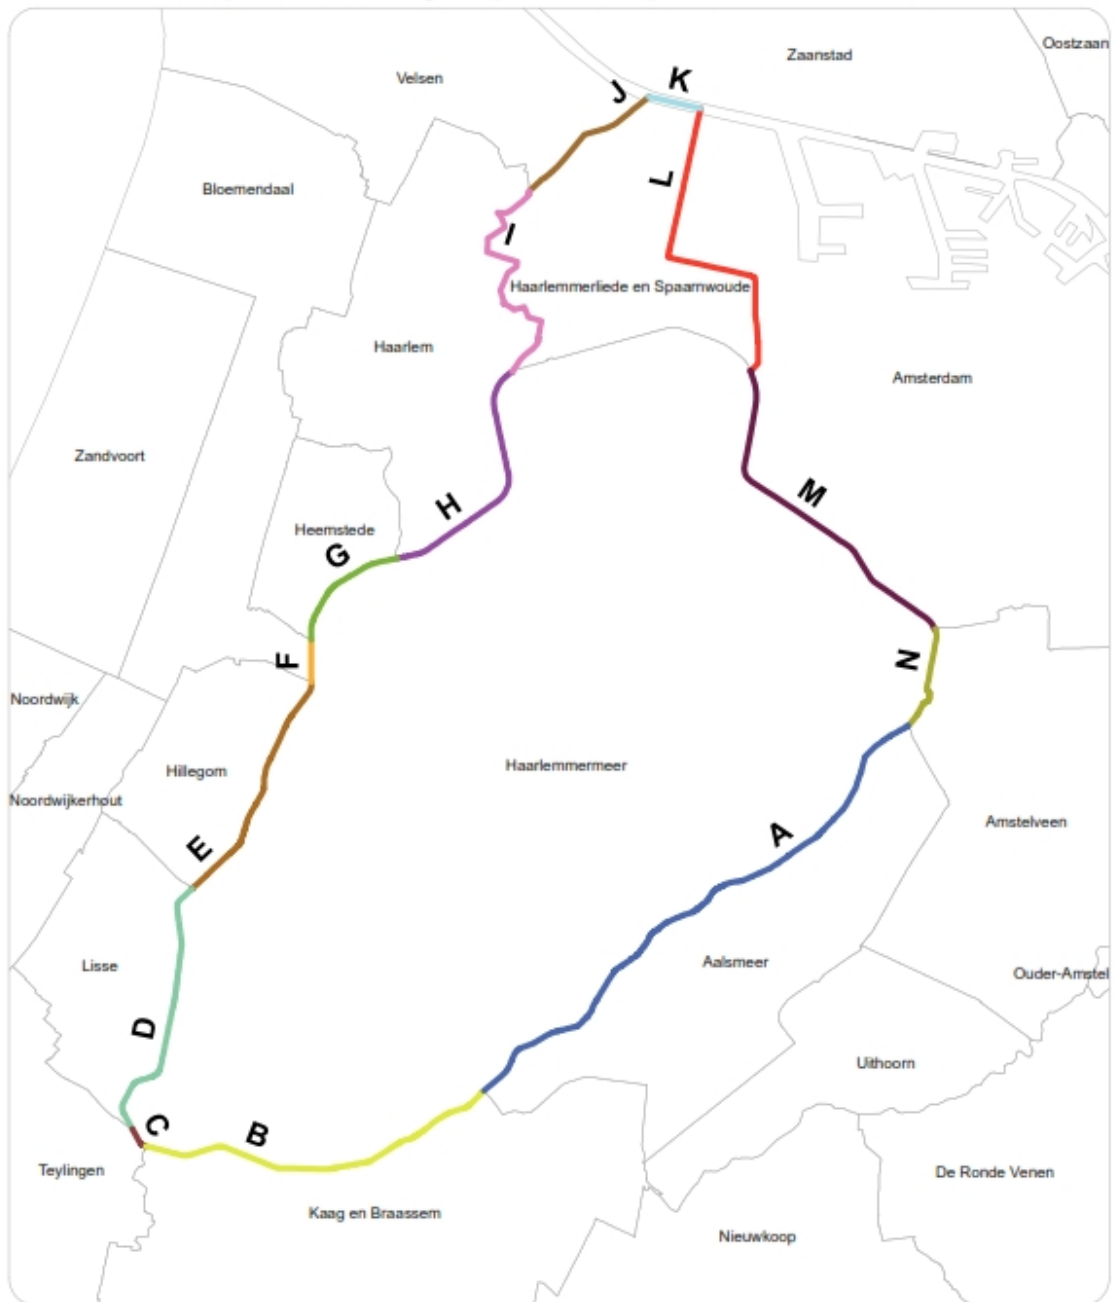 Oostzaan
Zaanstad
Velsen
K
J
L
Bloemendaal
I
Haarlemmerliede en Spaarnwoude
Haarlem
Amsterdam
Zandvoort
M
H
Heemstede
G
F
N
Noordwijk
Haarlemmermeer
Hillegom
Noordwijkerhout
Amstelveen
A
E
Aalsmeer
Lisse
Ouder-Amstel
D
Uithoorn
C
B
Teylingen
De Ronde Venen
Kaag en Braassem
Nieuwkoop